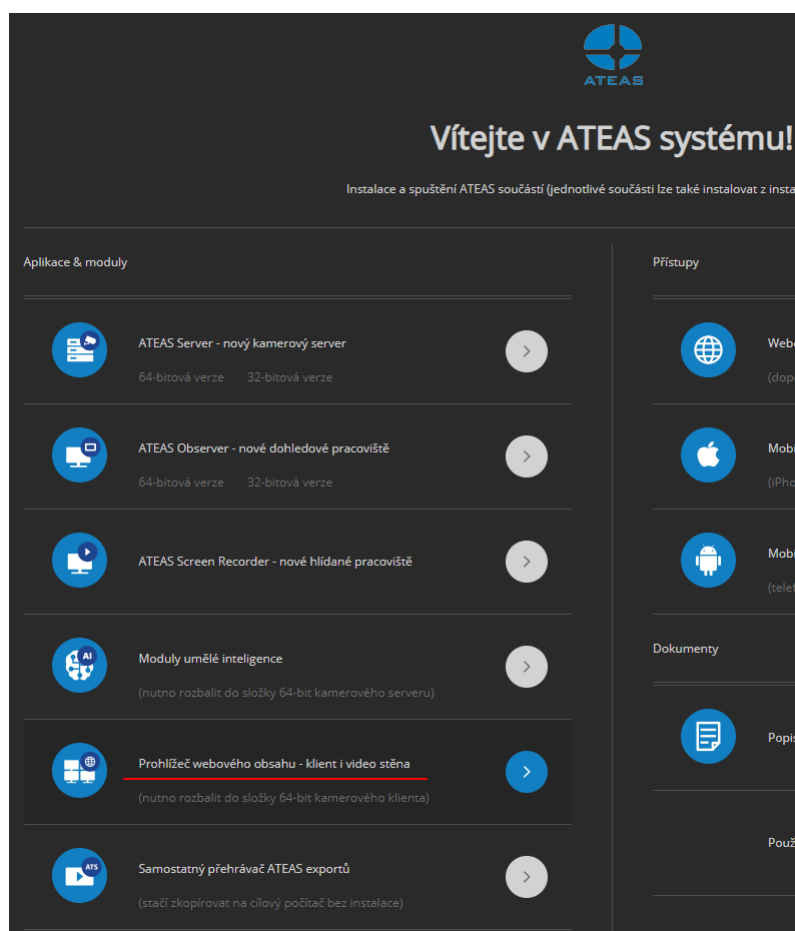 ATEAS
Vítejte v ATEAS systému!
Instalace a spuštění ATEAS součástí (jednotlivé součásti lze také instalovat z
Aplikace & moduly
ATEAS Server - nový kamerový server
64-bitová verze 32-bitová verze
ATEAS Observer - nové dohledové pracoviště
64-bitová verze 32-bitová verze
ATEAS Screen Recorder - nové hlídané pracoviště
AI
Moduly umělé inteligence
(nutno rozbalit do složky 64-bit kamerového serveru)
Prohlížeč webového obsahu - klient i video stěna
(nutno rozbalit do složky 64-bit kamerového klienta)
ATS
Samostatný přehrávač ATEAS exportů
(stačí zkopírovat na cílový počítač bez instalace)
Přístupy
Dokumenty